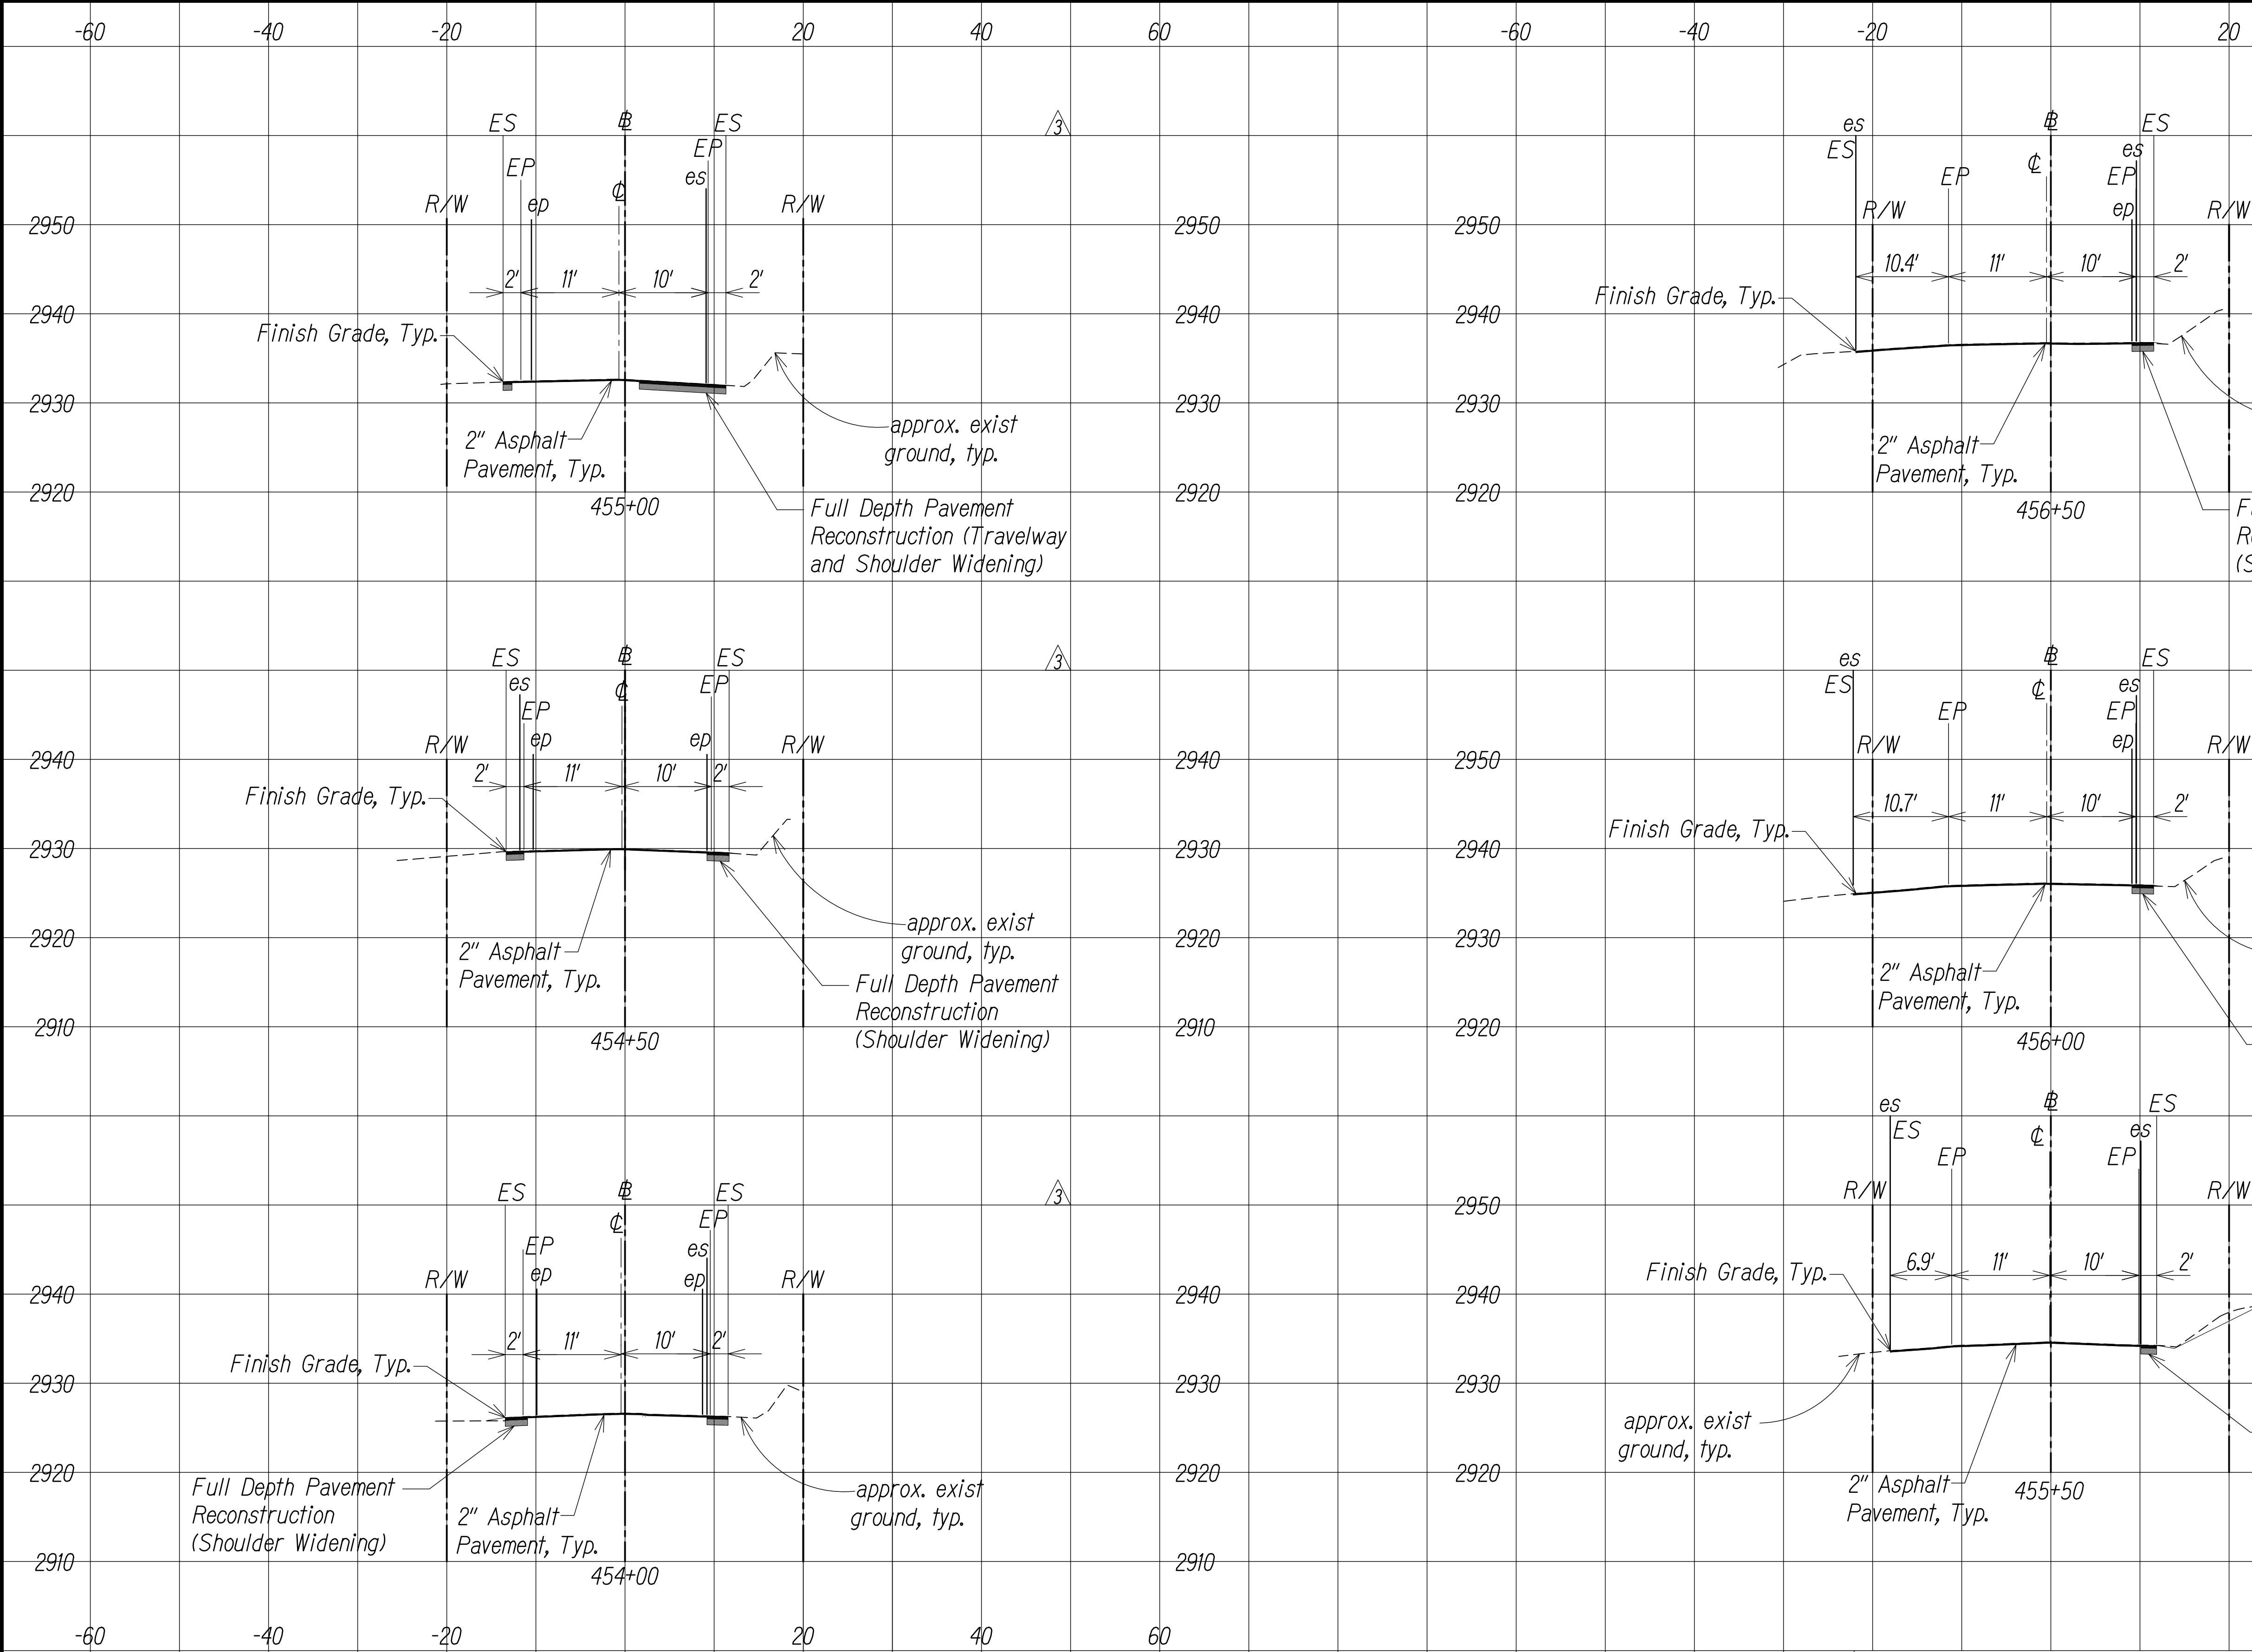 -60 -40 -20 20 40 60 -60 -40 -20 20
ES
EP
ep
R/W
ES
EP
es
R/W
3
2950 2950
2940 2940
2930 2930
2920 2920
2' 11' 10' 2'
Finish Grade, Typ.
2" Asphalt
Pavement, Typ.
approx. exist
ground, typ.
Full Depth Pavement
Reconstruction (Travelway
and Shoulder Widening)
455+00
ES
es
EP
ep
R/W
ES
EP
ep
R/W
3
2940 2940
2930 2930
2920 2920
2910 2910
2' 11' 10' 2'
Finish Grade, Typ.
2" Asphalt
Pavement, Typ.
approx. exist
ground, typ.
Full Depth Pavement
Reconstruction
(Shoulder Widening)
454+50
ES
EP
ep
R/W
ES
EP
es
ep
R/W
3
2940 2940
2930 2930
2920 2920
2910 2910
2' 11' 10' 2'
Finish Grade, Typ.
Full Depth Pavement
Reconstruction
(Shoulder Widening)
2" Asphalt
Pavement, Typ.
approx. exist
ground, typ.
454+00
es
ES
R/W
EP
ES
es
EP
ep
R/W
2950
2940
2930
2920
10.4' 11' 10' 2'
Finish Grade, Typ.
2" Asphalt
Pavement, Typ.
456+50
es
ES
R/W
EP
ES
es
EP
ep
R/W
2950
2940
2930
2920
10.7' 11' 10' 2'
Finish Grade, Typ.
2" Asphalt
Pavement, Typ.
456+00
es
ES
EP
R/W
ES
es
EP
R/W
2950
2940
2930
2920
6.9' 11' 10' 2'
Finish Grade, Typ.
approx. exist
ground, typ.
2" Asphalt
Pavement, Typ.
455+50
-60 -40 -20 20 40 60